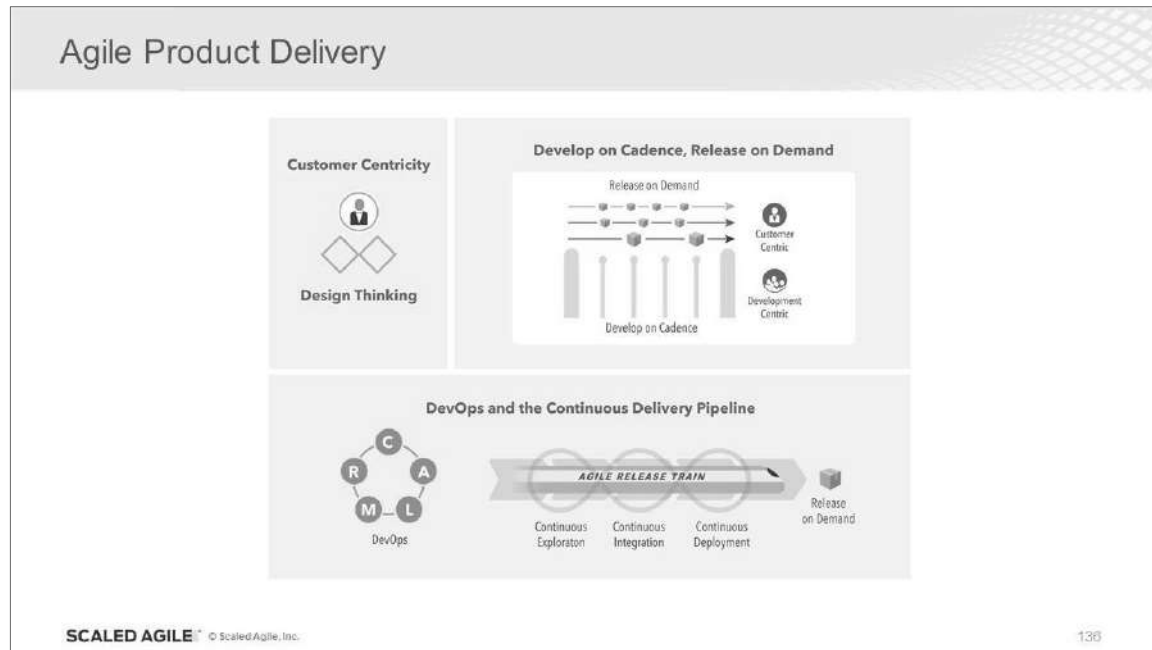 Agile Product Delivery
Customer Centricity
Design Thinking
Develop on Cadence, Release on Demand
Release on Demand
Customer
Centric
Development
Centric
Develop on Cadence
DevOps and the Continuous Delivery Pipeline
C
R
A
M
L
DevOps
AGILE RELEASE TRAIN
Continuous
Exploraton
Continuous
Integration
Continuous
Deployment
Release
on Demand
SCALED AGILE © Scaled Agile, Inc.
136